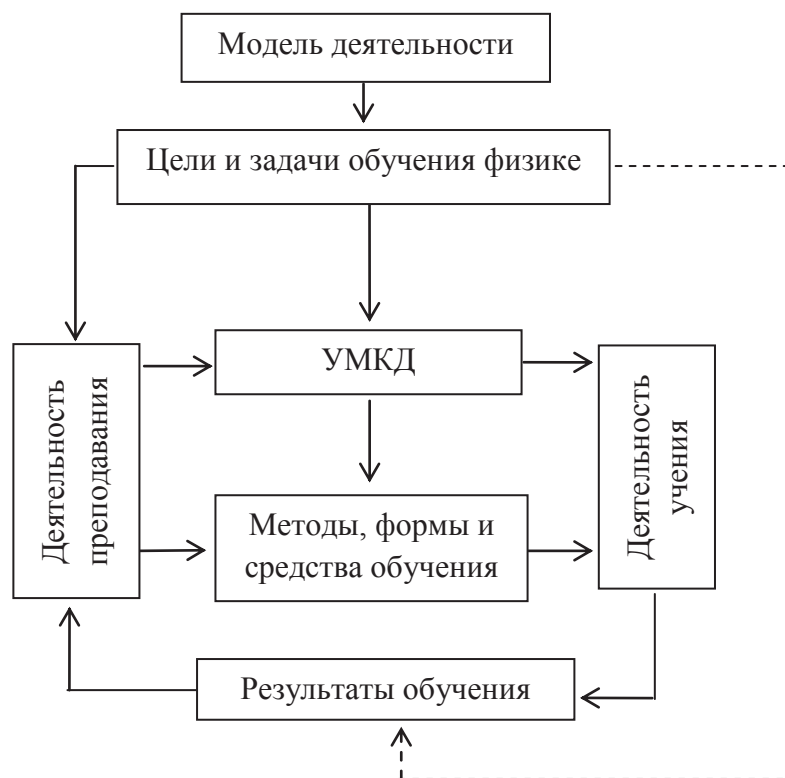 Модель деятельности
Цели и задачи обучения физике
УМКД
Деятельность
преподавания
Деятельность
учения
Методы, формы и
средства обучения
Результаты обучения